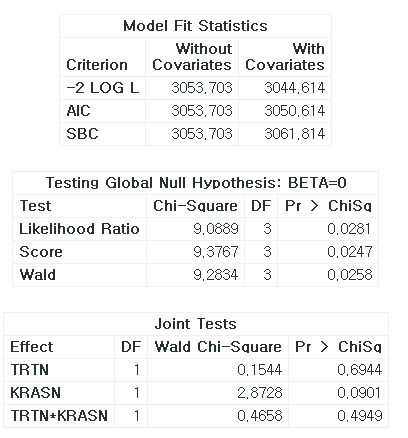 Model Fit Statistics
Without With
Criterion Covariates Covariates
-2 LOG L 3053,703 3044,614
AIC 3053,703 3050,614
SBC 3053,703 3061,814
Testing Global Null Hypothesis: BETA=0
Test Chi-Square DF Pr > ChiSq
Likelihood Ratio 9,0889 3 0,0281
Score 9,3767 3 0,0247
Wald 9,2834 3 0,0258
Joint Tests
Effect DF Wald Chi-Square Pr > ChiSq
TRTN 1 0,1544 0,6944
KRASN 1 2,8728 0,0901
TRTN*KRASN 1 0,4658 0,4949